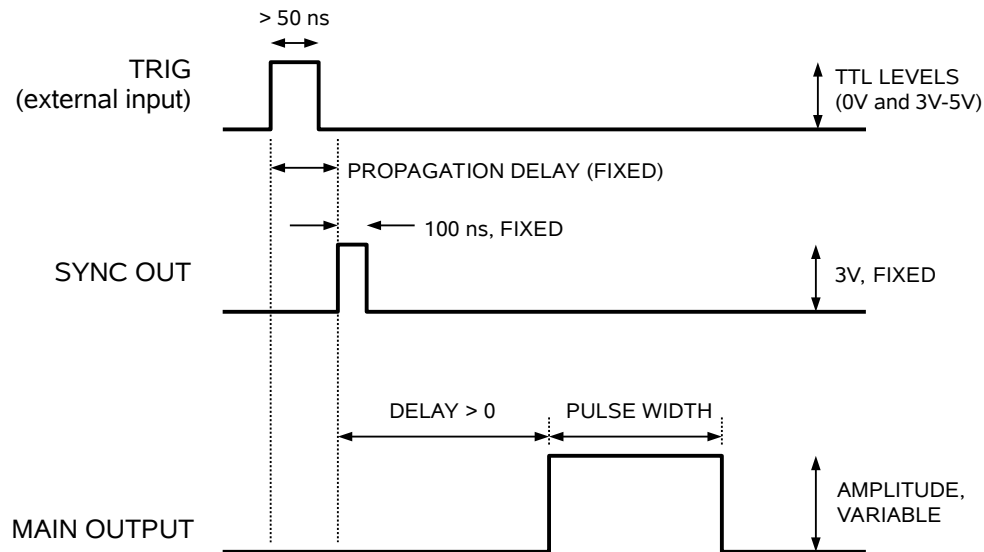 > 50 ns
TRIG
(external input)
TTL LEVELS
(0V and 3V-5V)
PROPAGATION DELAY (FIXED)
100 ns, FIXED
SYNC OUT
3V, FIXED
DELAY > 0
PULSE WIDTH
AMPLITUDE,
VARIABLE
MAIN OUTPUT